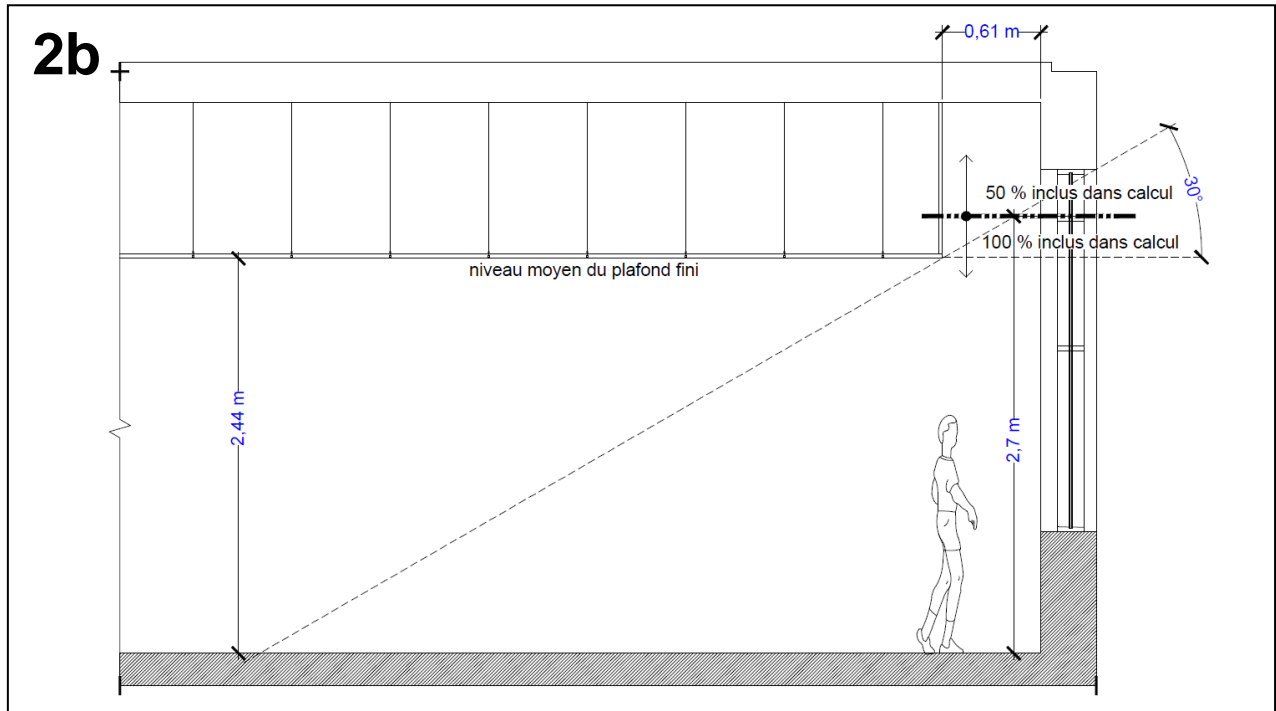 2b
0,61 m
30°
50 % inclus dans calcul
100 % inclus dans calcul
niveau moyen du plafond fini
2,44 m
2,7 m